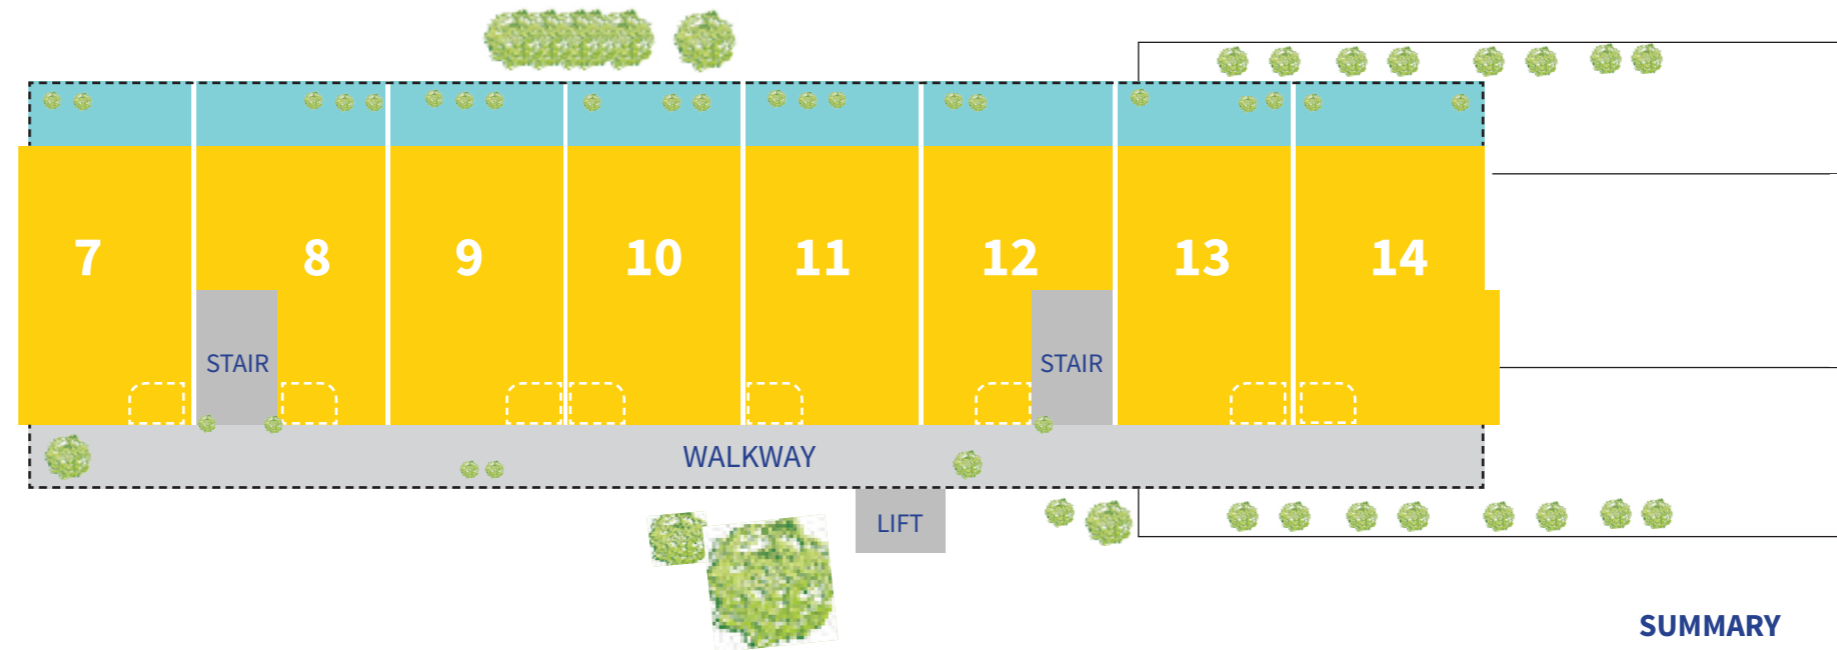 7 8 9 10 11 12 13 14
STAIR STAIR
WALKWAY
LIFT
SUMMARY